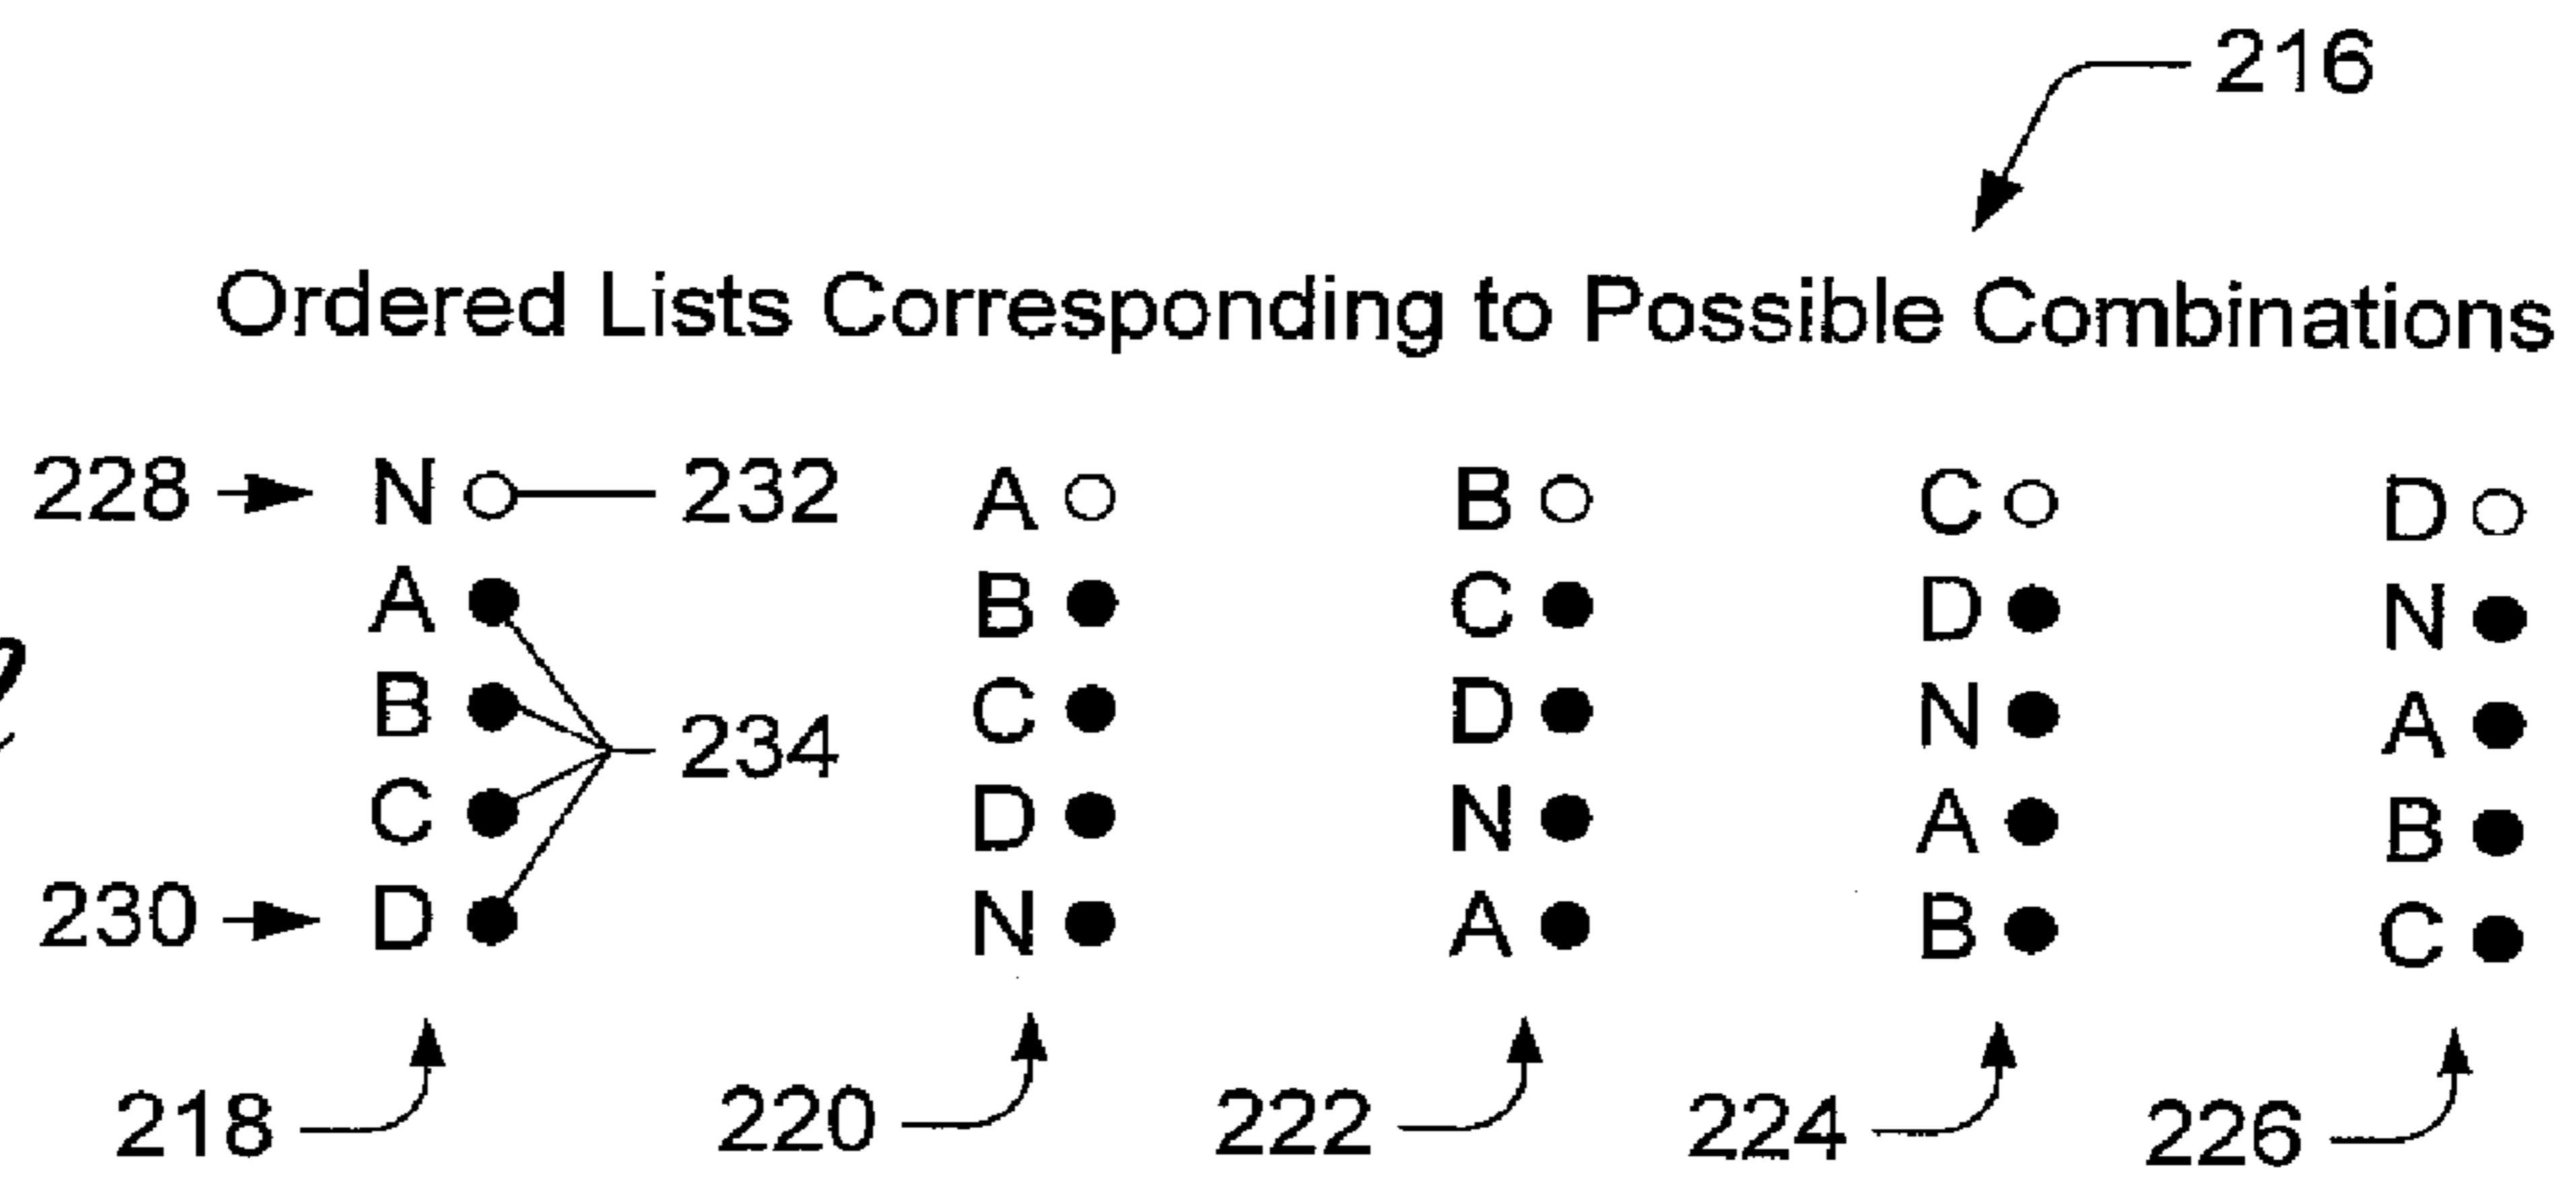 216
Ordered Lists Corresponding to Possible Combinations
228 N 232 A B C D
A B C D N
B C D N A
C 234 D N A B
230 D N A B C
218 220 222 224 226